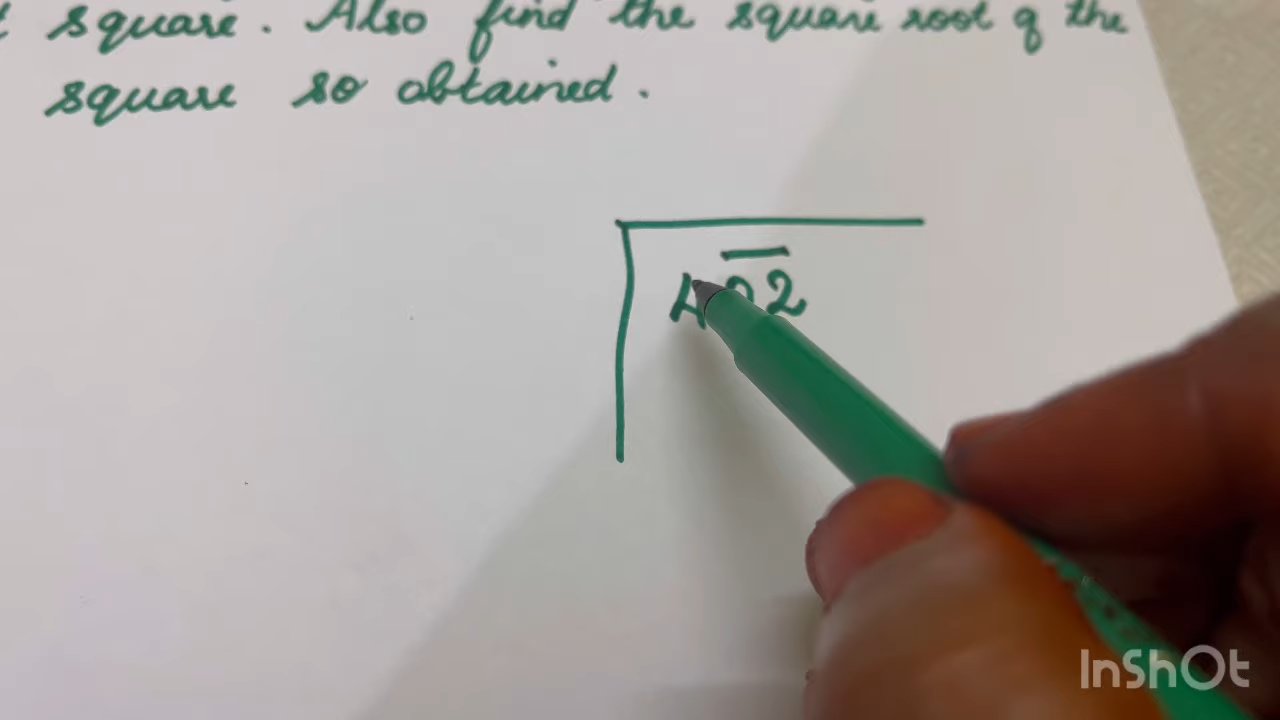 square. Also find the square root of the
square so obtained.
402
InShOt